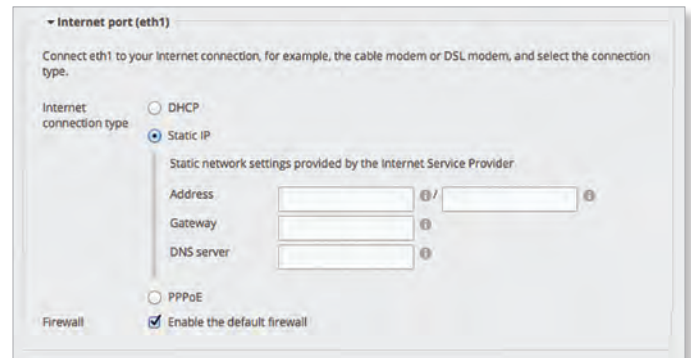 Internet port (eth1)
Connect eth1 to your Internet connection, for example, the cable modem or DSL modem, and select the connection
type.
Internet
connection type
DHCP
Static IP
Static network settings provided by the Internet Service Provider
Address /
Gateway
DNS server
PPPoE
Firewall Enable the default firewall